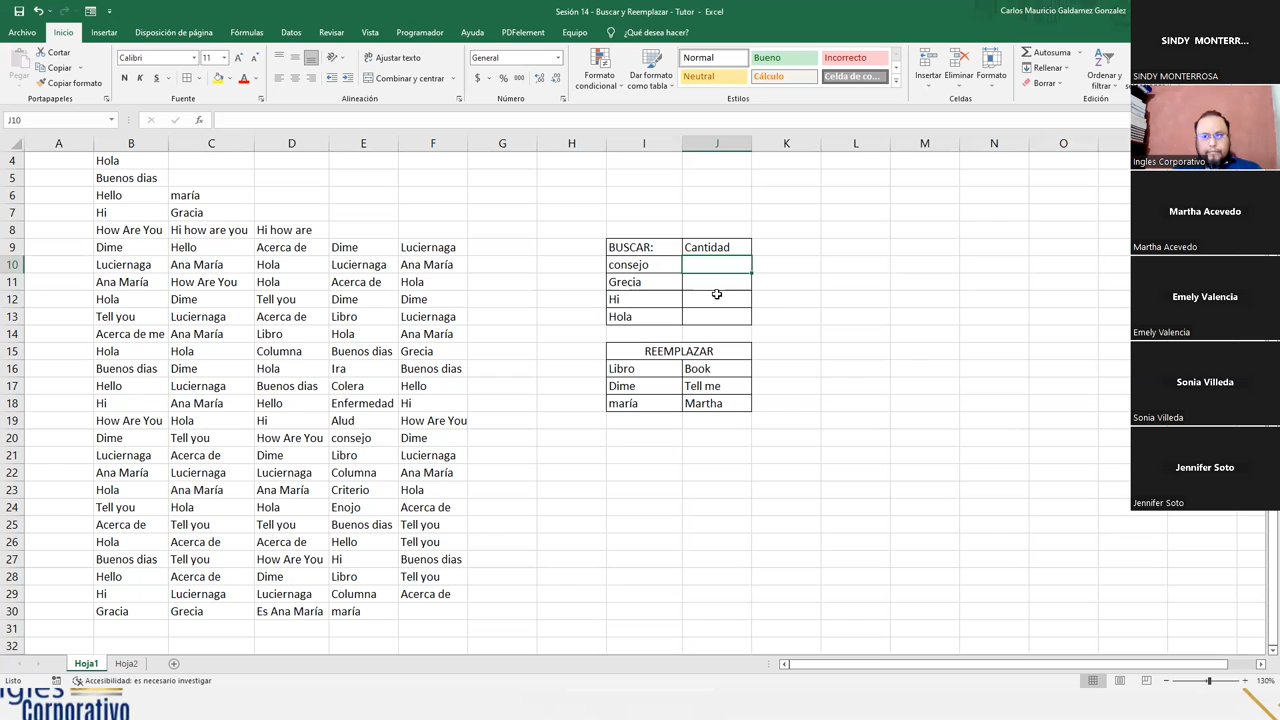 Sesión 14 - Buscar y Reemplazar - Tutor - Excel
Carlos Mauricio Galdamez Gonzalez
Archivo Inicio Insertar Disposición de página Fórmulas Datos Revisar Vista Programador Ayuda PDFelement Equipo ¿Qué desea hacer?
Pegar
Cortar
Copiar
Copiar formato
Portapapeles
Calibri 11
N K S
Fuente
Ajustar texto
Combinar y centrar
Alineación
General
Número
Formato condicional
Dar formato como tabla
Normal Bueno Incorrecto
Neutral Cálculo Celda de co...
Estilos
Insertar Eliminar Formato
Celdas
Autosuma
Rellenar
Borrar
Ordenar y filtrar
Edición
J10 fx
A B C D E F G H I J K L M N O
4 Hola
5 Buenos dias
6 Hello maría
7 Hi Gracia
8 How Are You Hi how are you Hi how are
9 Dime Hello Acerca de Dime Luciernaga BUSCAR: Cantidad
10 Luciernaga Ana María Hola Luciernaga Ana María consejo
11 Ana María How Are You Hola Acerca de Hola Grecia
12 Hola Dime Tell you Dime Dime Hi
13 Tell you Luciernaga Acerca de Libro Luciernaga Hola
14 Acerca de me Ana María Libro Hola Ana María
15 Hola Hola Columna Buenos dias Grecia REEMPLAZAR
16 Buenos dias Dime Hola Ira Buenos dias Libro Book
17 Hello Luciernaga Buenos dias Colera Hello Dime Tell me
18 Hi Ana María Hello Enfermedad Hi maría Martha
19 How Are You Hola Hi Alud How Are You
20 Dime Tell you How Are You consejo Dime
21 Luciernaga Acerca de Dime Libro Luciernaga
22 Ana María Luciernaga Luciernaga Columna Ana María
23 Hola Ana María Ana María Criterio Hola
24 Tell you Hola Hola Enojo Acerca de
25 Acerca de Tell you Tell you Buenos dias Tell you
26 Hola Acerca de Acerca de Hello Tell you
27 Buenos dias Tell you How Are You Hi Buenos dias
28 Hello Acerca de Dime Libro Tell you
29 Hi Luciernaga Luciernaga Columna Acerca de
30 Gracia Grecia Es Ana María maría
31
32
Hoja1 Hoja2
Listo Accesibilidad: es necesario investigar 130%
SINDY MONTERR...
SINDY MONTERROSA
Ingles Corporativo
Martha Acevedo
Martha Acevedo
Emely Valencia
Emely Valencia
Sonia Villeda
Sonia Villeda
Jennifer Soto
Jennifer Soto
Ingles
Corporativo